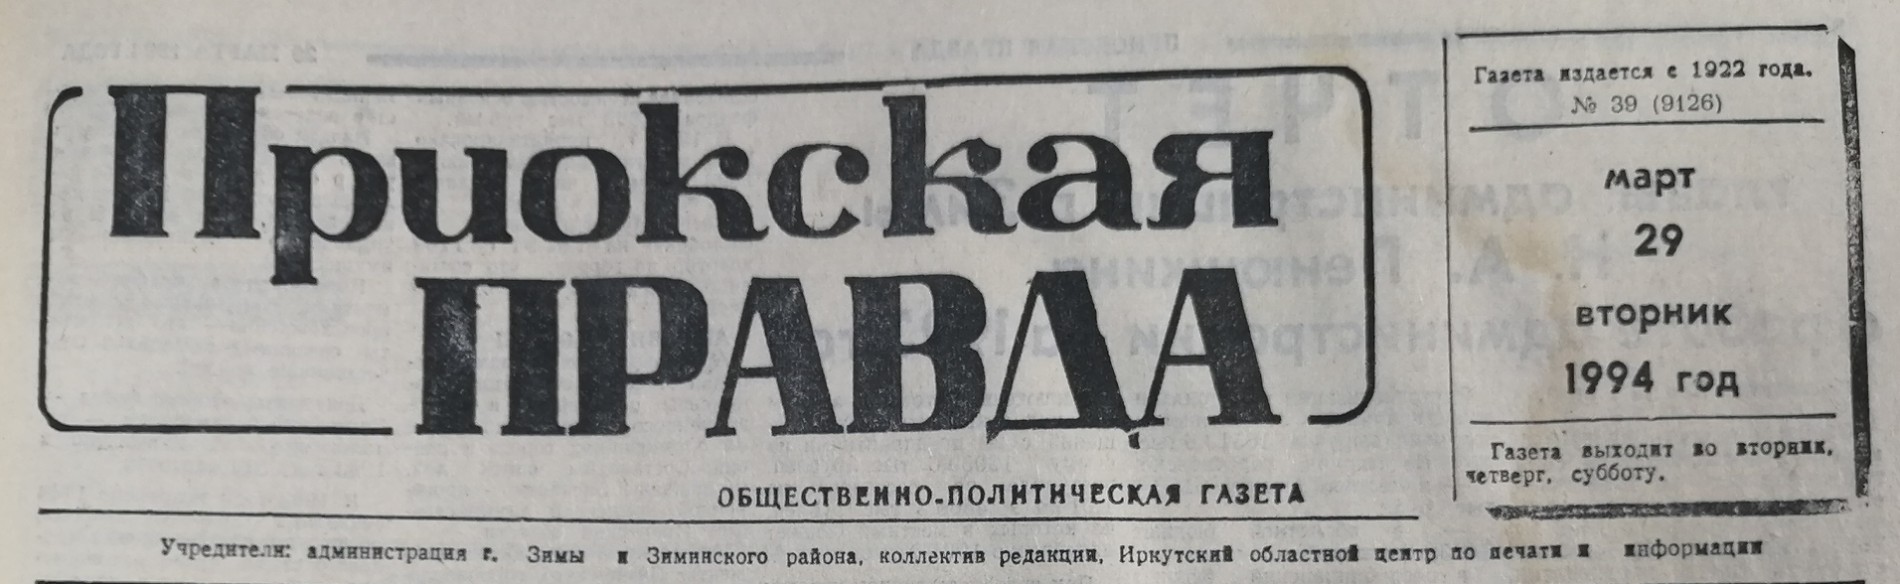 Приокская
ПРАВДА
ОБЩЕСТВЕННО-ПОЛИТИЧЕСКАЯ ГАЗЕТА
Газета издается с 1922 года.
№ 39 (9126)
март
29
вторник
1994 год
Газета выходит во вторник,
четверг, субботу.
Учредители: администрация г. Зимы и Зиминского района, коллектив редакции, Иркутский областной центр по печати и информации